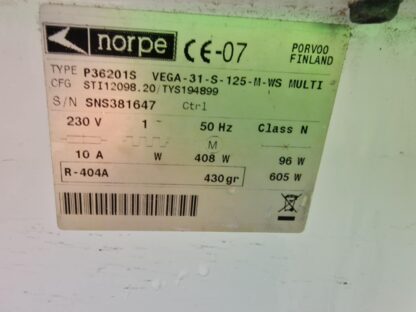 norpe CE-07 PORVOO
FINLAND
TYPE P36201S VEGA-31-S-125-M-WS MULTI
CFG STI12098.20/TYS194899
S/N SNS381647 Ctrl
230 V 1~ 50 Hz Class N
M
10 A W 408 W 96 W
R-404A 430gr 605 W